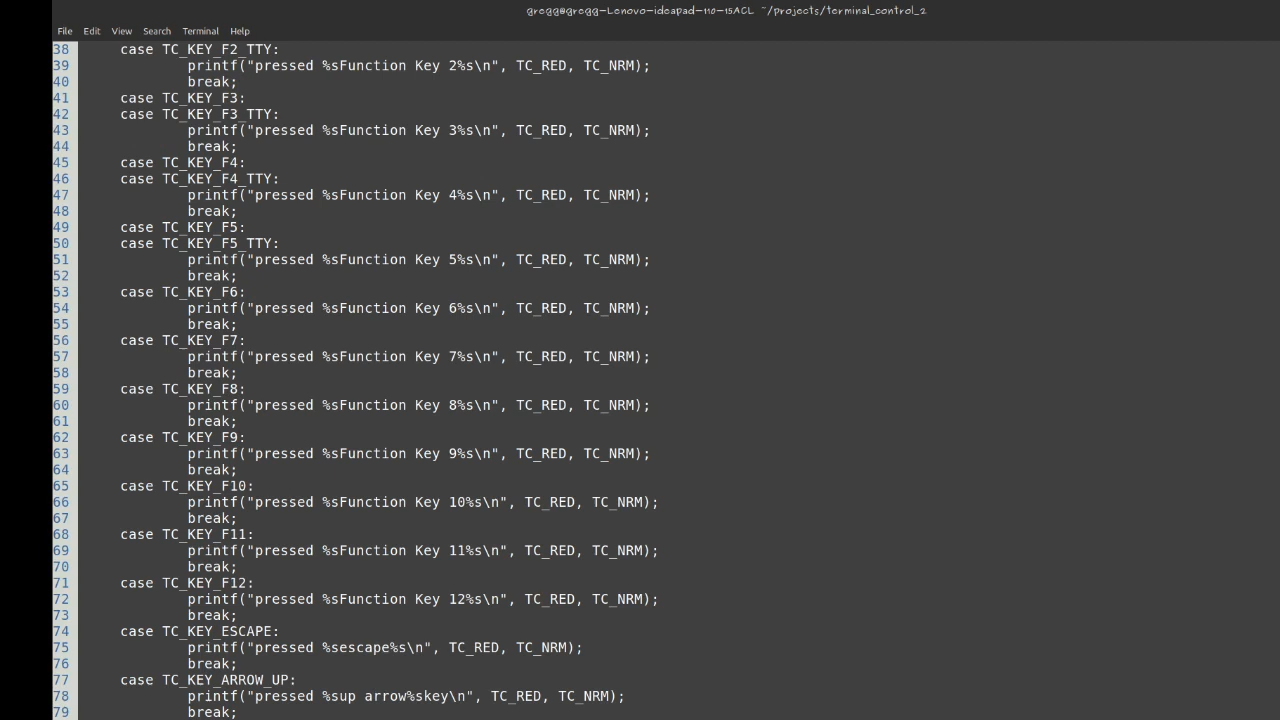 gregg@gregg-Lenovo-ideapad-110-15ACL ~/projects/terminal_control_2
File Edit View Search Terminal Help
38 case TC_KEY_F2_TTY:
39 printf("pressed %sFunction Key 2%s\n", TC_RED, TC_NRM);
40 break;
41 case TC_KEY_F3:
42 case TC_KEY_F3_TTY:
43 printf("pressed %sFunction Key 3%s\n", TC_RED, TC_NRM);
44 break;
45 case TC_KEY_F4:
46 case TC_KEY_F4_TTY:
47 printf("pressed %sFunction Key 4%s\n", TC_RED, TC_NRM);
48 break;
49 case TC_KEY_F5:
50 case TC_KEY_F5_TTY:
51 printf("pressed %sFunction Key 5%s\n", TC_RED, TC_NRM);
52 break;
53 case TC_KEY_F6:
54 printf("pressed %sFunction Key 6%s\n", TC_RED, TC_NRM);
55 break;
56 case TC_KEY_F7:
57 printf("pressed %sFunction Key 7%s\n", TC_RED, TC_NRM);
58 break;
59 case TC_KEY_F8:
60 printf("pressed %sFunction Key 8%s\n", TC_RED, TC_NRM);
61 break;
62 case TC_KEY_F9:
63 printf("pressed %sFunction Key 9%s\n", TC_RED, TC_NRM);
64 break;
65 case TC_KEY_F10:
66 printf("pressed %sFunction Key 10%s\n", TC_RED, TC_NRM);
67 break;
68 case TC_KEY_F11:
69 printf("pressed %sFunction Key 11%s\n", TC_RED, TC_NRM);
70 break;
71 case TC_KEY_F12:
72 printf("pressed %sFunction Key 12%s\n", TC_RED, TC_NRM);
73 break;
74 case TC_KEY_ESCAPE:
75 printf("pressed %sescape%s\n", TC_RED, TC_NRM);
76 break;
77 case TC_KEY_ARROW_UP:
78 printf("pressed %sup arrow%skey\n", TC_RED, TC_NRM);
79 break;